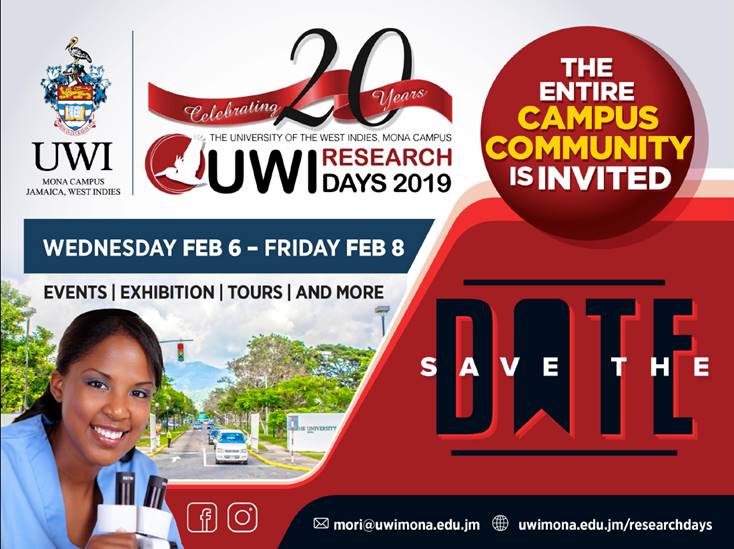 UWI
MONA CAMPUS
JAMAICA, WEST INDIES
20
Celebrating Years
THE UNIVERSITY OF THE WEST INDIES, MONA CAMPUS
UWI RESEARCH
DAYS 2019
THE
ENTIRE
CAMPUS
COMMUNITY
IS INVITED
WEDNESDAY FEB 6 – FRIDAY FEB 8
EVENTS | EXHIBITION | TOURS | AND MORE
SAVE THE
DATE
THE UNIVERSITY
mori@uwimona.edu.jm uwimona.edu.jm/researchdays